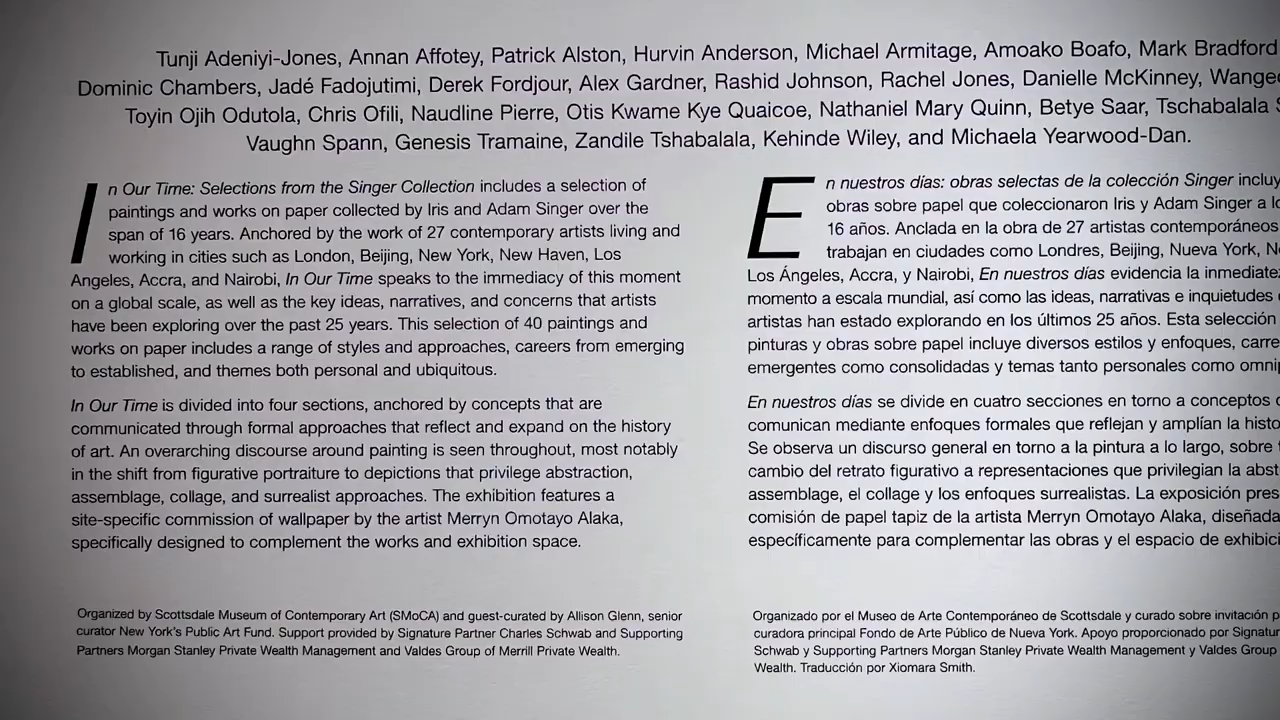 Tunji Adeniyi-Jones, Annan Affotey, Patrick Alston, Hurvin Anderson, Michael Armitage, Amoako Boafo, Mark Bradford
Dominic Chambers, Jadé Fadojutimi, Derek Fordjour, Alex Gardner, Rashid Johnson, Rachel Jones, Danielle McKinney,
Toyin Ojih Odutola, Chris Ofili, Naudline Pierre, Otis Kwame Kye Quaicoe, Nathaniel Mary Quinn, Betye Saar, Tschabalala
Vaughn Spann, Genesis Tramaine, Zandile Tshabalala, Kehinde Wiley, and Michaela Yearwood-Dan.
In Our Time: Selections from the Singer Collection includes a selection of
paintings and works on paper collected by Iris and Adam Singer over the
span of 16 years. Anchored by the work of 27 contemporary artists living and
working in cities such as London, Beijing, New York, New Haven, Los
Angeles, Accra, and Nairobi, In Our Time speaks to the immediacy of this moment
on a global scale, as well as the key ideas, narratives, and concerns that artists
have been exploring over the past 25 years. This selection of 40 paintings and
works on paper includes a range of styles and approaches, careers from emerging
to established, and themes both personal and ubiquitous.
In Our Time is divided into four sections, anchored by concepts that are
communicated through formal approaches that reflect and expand on the history
of art. An overarching discourse around painting is seen throughout, most notably
in the shift from figurative portraiture to depictions that privilege abstraction,
assemblage, collage, and surrealist approaches. The exhibition features a
site-specific commission of wallpaper by the artist Merryn Omotayo Alaka,
specifically designed to complement the works and exhibition space.
Organized by Scottsdale Museum of Contemporary Art (SMoCA) and guest-curated by Allison Glenn, senior
curator New York's Public Art Fund. Support provided by Signature Partner Charles Schwab and Supporting
Partners Morgan Stanley Private Wealth Management and Valdes Group of Merrill Private Wealth.
En nuestros días: obras selectas de la colección Singer
obras sobre papel que coleccionaron Iris y Adam Singer a
16 años. Anclada en la obra de 27 artistas contemporáneos
trabajan en ciudades como Londres, Beijing, Nueva York,
Los Ángeles, Accra, y Nairobi, En nuestros días evidencia la
momento a escala mundial, así como las ideas, narrativas e inquietudes
artistas han estado explorando en los últimos 25 años. Esta selección
pinturas y obras sobre papel incluye diversos estilos y enfoques,
emergentes como consolidadas y temas tanto personales como
En nuestros días se divide en cuatro secciones en torno a conceptos
comunican mediante enfoques formales que reflejan y amplían la
Se observa un discurso general en torno a la pintura a lo largo, sobre
cambio del retrato figurativo a representaciones que privilegian la
assemblage, el collage y los enfoques surrealistas. La exposición
comisión de papel tapiz de la artista Merryn Omotayo Alaka, diseñada
específicamente para complementar las obras y el espacio de
Organizado por el Museo de Arte Contemporáneo de Scottsdale y curado sobre invitación
curadora principal Fondo de Arte Público de Nueva York. Apoyo proporcionado por
Schwab y Supporting Partners Morgan Stanley Private Wealth Management y Valdes Group
Wealth. Traducción por Xiomara Smith.